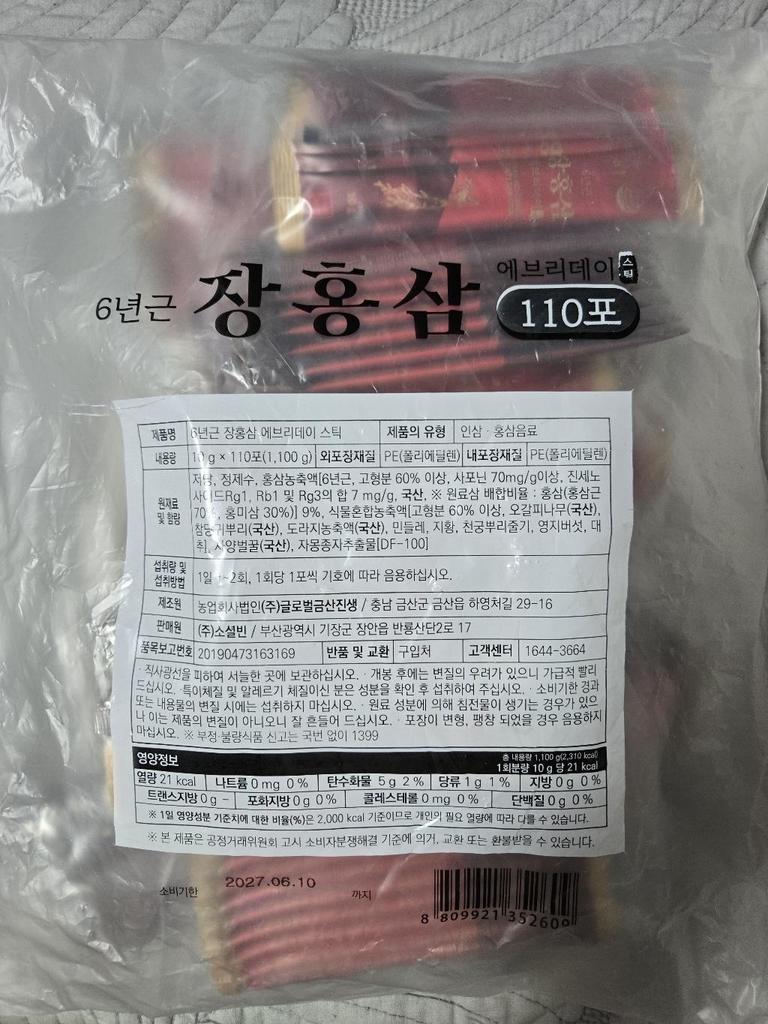 에브리데이 스틱
6년근 장홍삼 110포
제품명 6년근 장홍삼 에브리데이 스틱 제품의 유형 인삼 · 홍삼음료
내용량 10 g × 110포(1,100 g) 외포장재질 PE(폴리에틸렌) 내포장재질 PE(폴리에틸렌)
원재료 및 함량
저당, 정제수, 홍삼농축액[6년근, 고형분 60% 이상, 사포닌 70mg/g이상, 진세노
사이드Rg1, Rb1 및 Rg3의 합 7 mg/g, 국산, ※ 원료삼 배합비율 : 홍삼(홍삼근
70%, 홍미삼 30%)] 9%, 식물혼합농축액[고형분 60% 이상, 오갈피나무(국산),
참당귀뿌리(국산), 도라지농축액(국산), 민들레, 지황, 천궁뿌리줄기, 영지버섯, 대
추], 사양벌꿀(국산), 자몽종자추출물[DF-100]
섭취량 및 섭취방법 1일 1~2회, 1회당 1포씩 기호에 따라 음용하십시오.
제조원 농업회사법인(주)글로벌금산진생 / 충남 금산군 금산읍 하영처길 29-16
판매원 (주)소셜빈 / 부산광역시 기장군 장안읍 반룡산단2로 17
품목보고번호 20190473163169 반품 및 교환 구입처 고객센터 1644-3664
· 직사광선을 피하여 서늘한 곳에 보관하십시오. · 개봉 후에는 변질의 우려가 있으니 가급적 빨리
드십시오. · 특이체질 및 알레르기 체질이신 분은 성분을 확인 후 섭취하여 주십시오. · 소비기한 경과
또는 내용물의 변질 시에는 섭취하지 마십시오. · 원료 성분에 의해 침전물이 생기는 경우가 있으
나 이는 제품의 변질이 아니오니 잘 흔들어 드십시오. · 포장이 변형, 팽창 되었을 경우 음용하지
마십시오. ※ 부정·불량식품 신고는 국번 없이 1399
영양정보 총 내용량 1,100 g(2,310 kcal)
1회분량 10 g 당 21 kcal
열량 21 kcal 나트륨 0 mg 0 % 탄수화물 5 g 2 % 당류 1 g 1 % 지방 0 g 0 %
트랜스지방 0 g – 포화지방 0 g 0 % 콜레스테롤 0 mg 0 % 단백질 0 g 0 %
※ 1일 영양성분 기준치에 대한 비율(%)은 2,000 kcal 기준이므로 개인의 필요 열량에 따라 다를 수 있습니다.
※ 본 제품은 공정거래위원회 고시 소비자분쟁해결 기준에 의거, 교환 또는 환불받을 수 있습니다.
소비기한 2027.06.10 까지
8 809921 352609